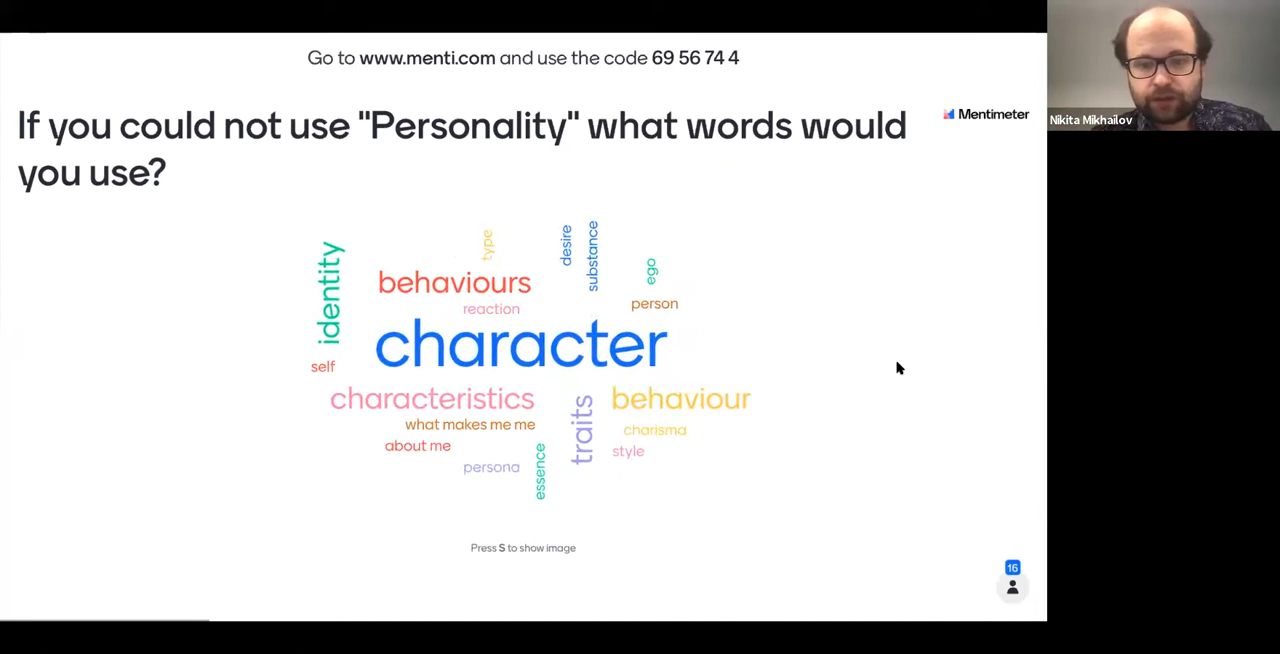 Go to www.menti.com and use the code 69 56 74 4
If you could not use "Personality" what words would
you use?
Mentimeter
Nikita Mikhailov
identity
type
desire
substance
ego
behaviours
reaction
person
character
self
characteristics
traits
behaviour
what makes me me
charisma
about me
style
persona
essence
Press S to show image
16